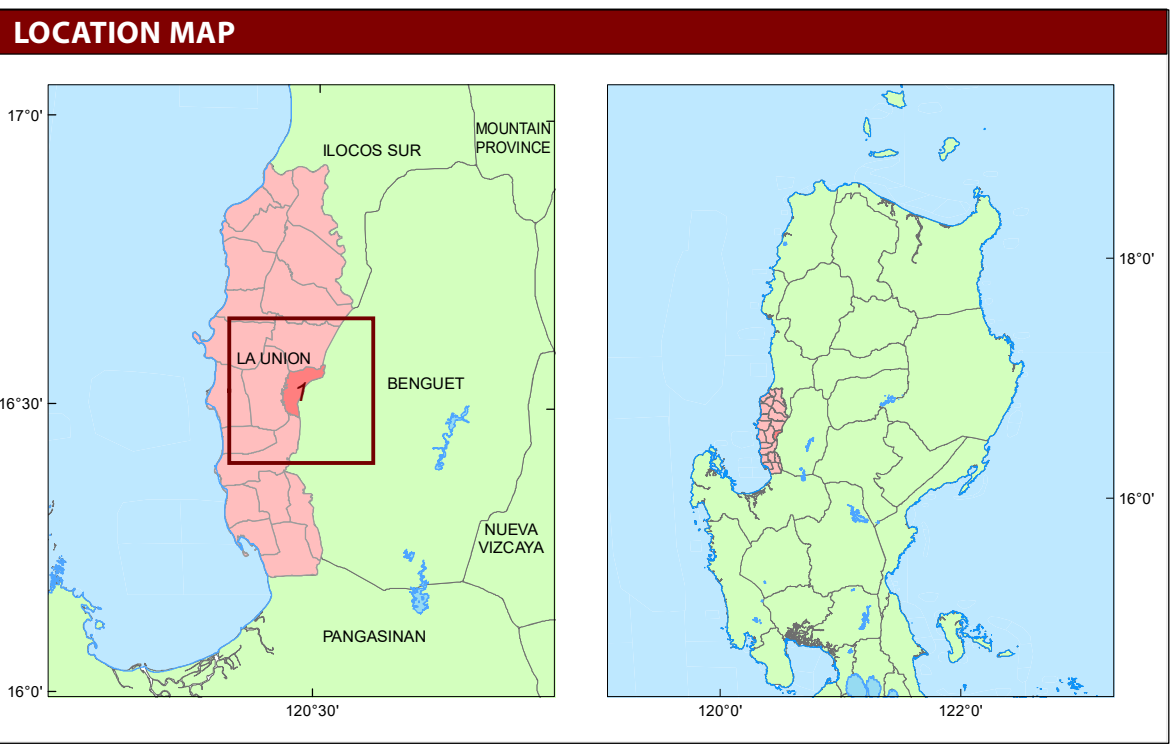 LOCATION MAP
17°0'
MOUNTAIN
PROVINCE
ILOCOS SUR
LA UNION
1
BENGUET
16°30'
NUEVA
VIZCAYA
PANGASINAN
16°0'
120°30'
18°0'
16°0'
120°0'
122°0'